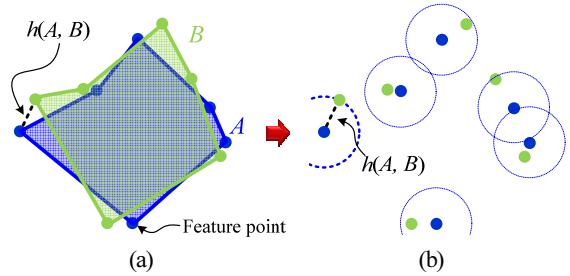 h(A, B)
B
A
Feature point
(a)
h(A, B)
(b)